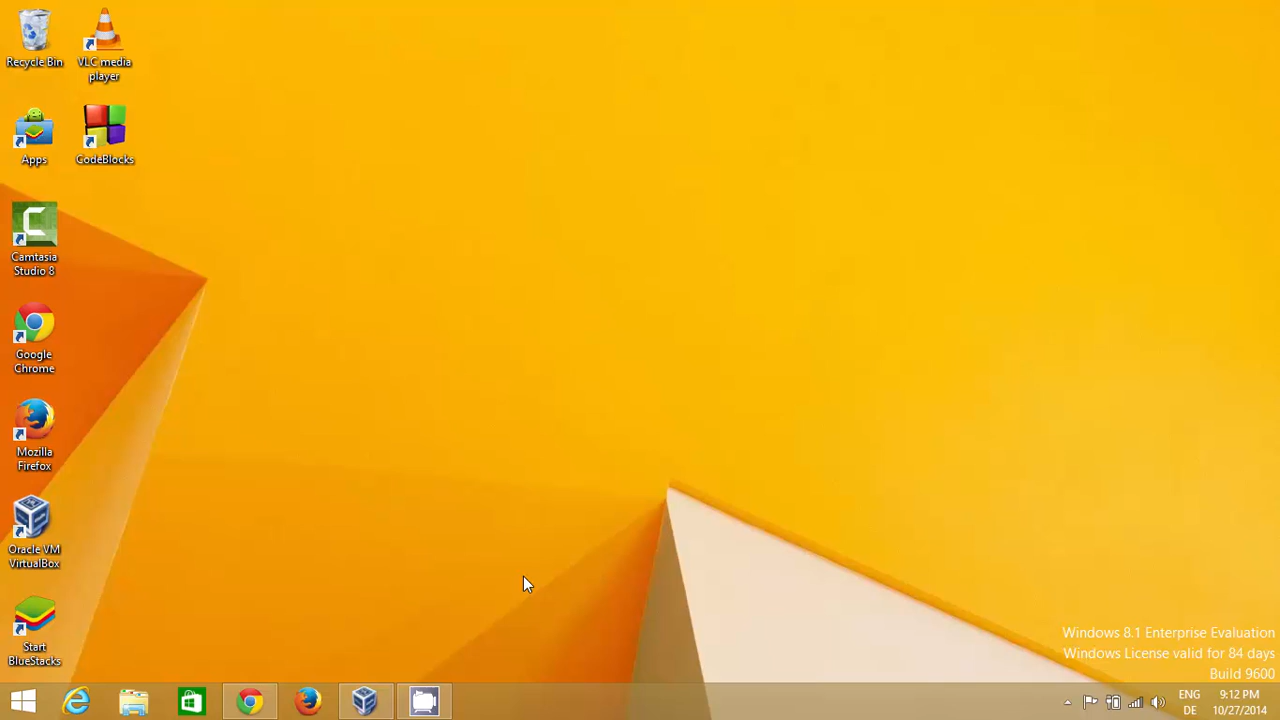 Recycle Bin
VLC media
player
Apps
CodeBlocks
Camtasia
Studio 8
Google
Chrome
Mozilla
Firefox
Oracle VM
VirtualBox
Start
BlueStacks
Windows 8.1 Enterprise Evaluation
Windows License valid for 84 days
Build 9600
ENG
DE
9:12 PM
10/27/2014